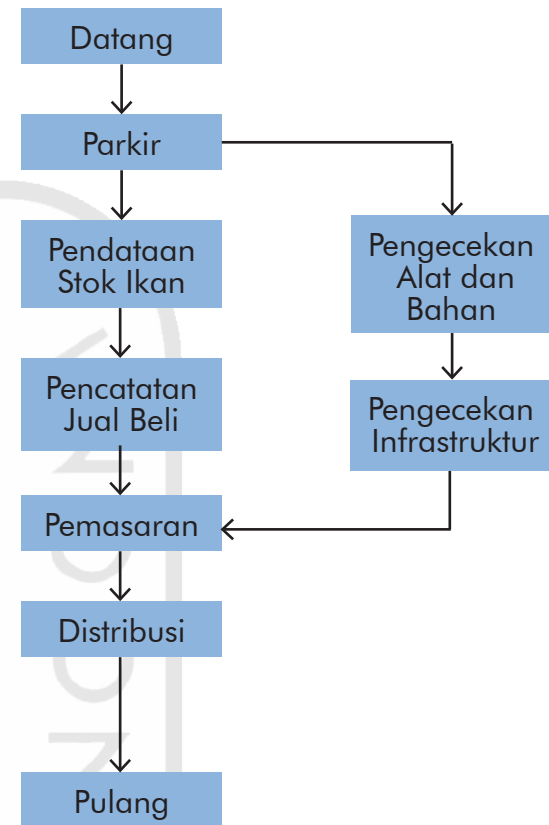 Datang
Parkir
Pendataan
Stok Ikan
Pencatatan
Jual Beli
Pemasaran
Distribusi
Pulang
Pengecekan
Alat dan
Bahan
Pengecekan
Infrastruktur